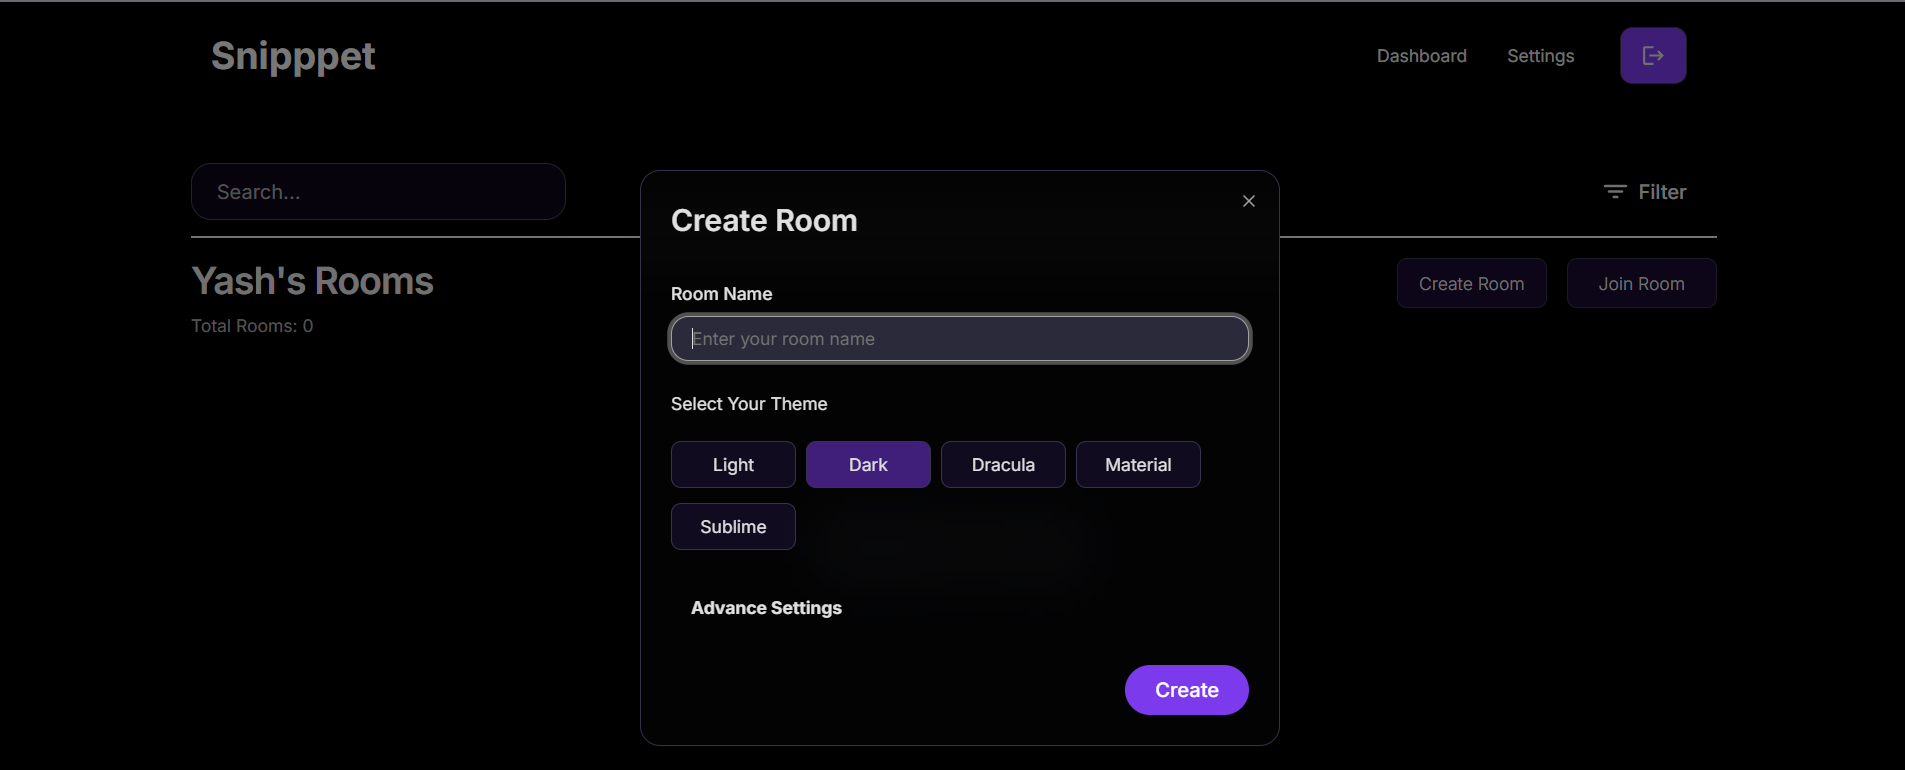 Snipppet
Dashboard
Settings
Search...
Filter
Yash's Rooms
Total Rooms: 0
Create Room
Join Room
Create Room
Room Name
Enter your room name
Select Your Theme
Light
Dark
Dracula
Material
Sublime
Advance Settings
Create